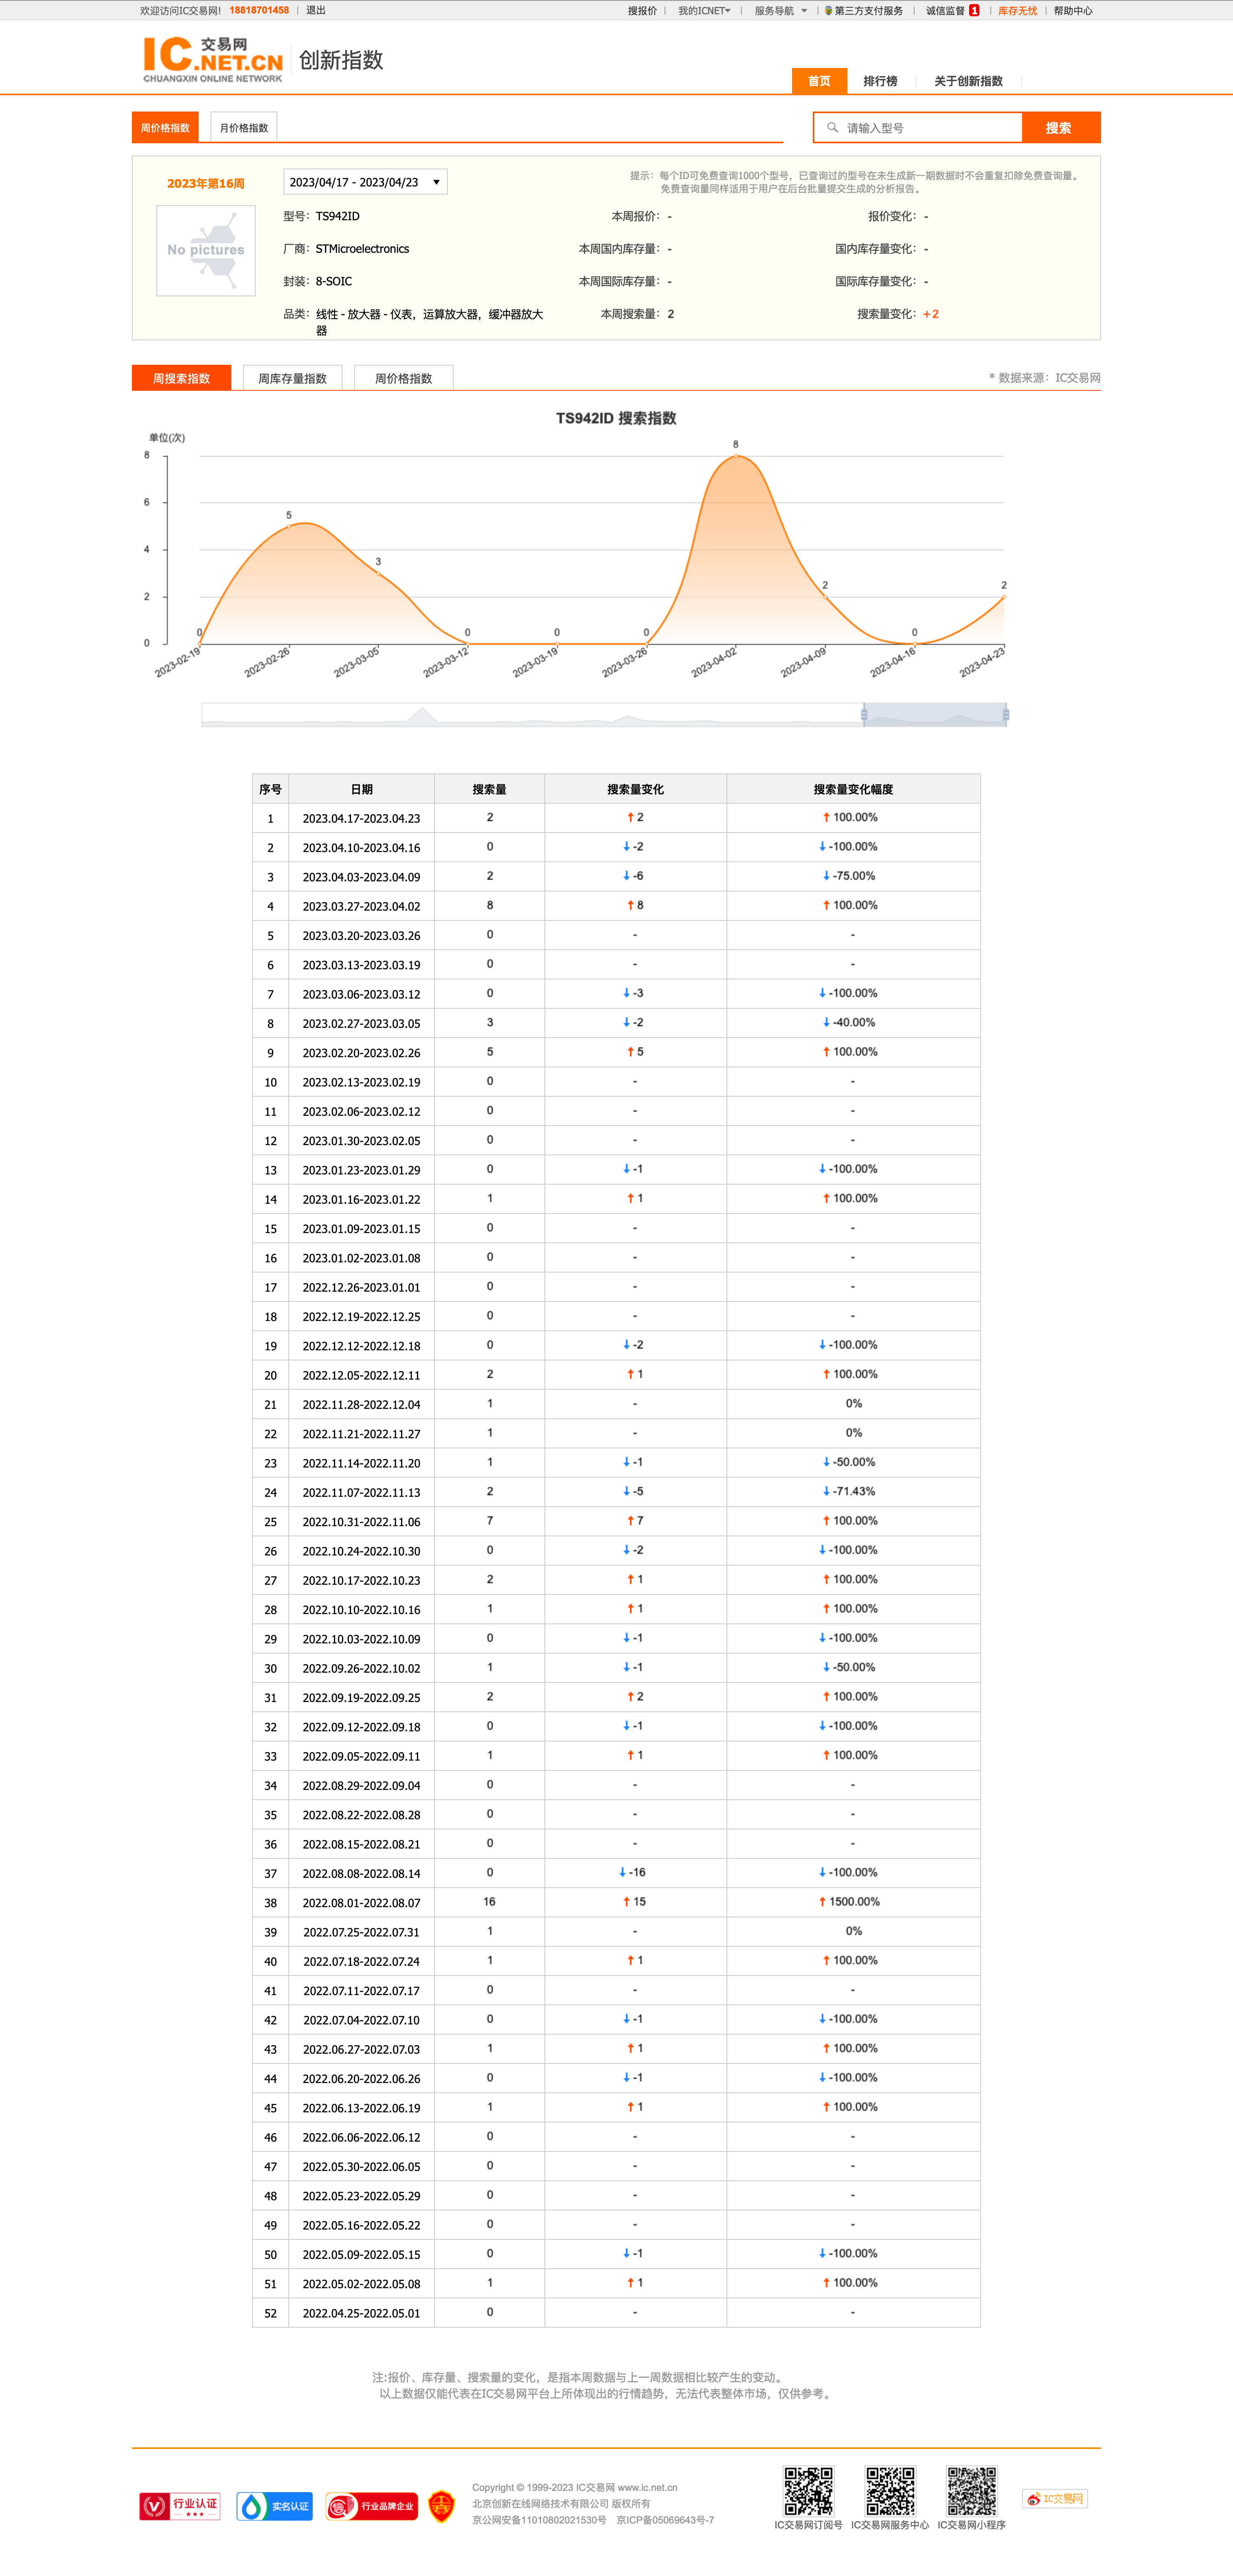 欢迎访问IC交易网! 18818701458 | 退出 搜报价 | 我的ICNET | 服务导航 | 第三方支付服务 | 诚信监督 1 | 库存无忧 | 帮助中心
IC 交易网 .NET.CN 创新指数
CHUANGXIN ONLINE NETWORK
首页 排行榜 关于创新指数
周价格指数 月价格指数 请输入型号 搜索
2023年第16周 2023/04/17 - 2023/04/23
提示：每个ID可免费查询1000个型号，已查询过的型号在未生成新一期数据时不会重复扣除免费查询量。
免费查询量同样适用于用户在后台批量提交生成的分析报告。
No pictures
型号：TS942ID 本周报价：- 报价变化：-
厂商：STMicroelectronics 本周国内库存量：- 国内库存量变化：-
封装：8-SOIC 本周国际库存量：- 国际库存量变化：-
品类：线性 - 放大器 - 仪表，运算放大器，缓冲器放大 本周搜索量：2 搜索量变化：+2
器
周搜索指数 周库存量指数 周价格指数 * 数据来源：IC交易网
TS942ID 搜索指数
单位(次)
8
6
4
2
0
0 5 3 0 0 0 8 2 0 2
2023-02-19 2023-02-26 2023-03-05 2023-03-12 2023-03-19 2023-03-26 2023-04-02 2023-04-09 2023-04-16 2023-04-23
序号 日期 搜索量 搜索量变化 搜索量变化幅度
1 2023.04.17-2023.04.23 2 ↑ 2 ↑ 100.00%
2 2023.04.10-2023.04.16 0 ↓ -2 ↓ -100.00%
3 2023.04.03-2023.04.09 2 ↓ -6 ↓ -75.00%
4 2023.03.27-2023.04.02 8 ↑ 8 ↑ 100.00%
5 2023.03.20-2023.03.26 0 - -
6 2023.03.13-2023.03.19 0 - -
7 2023.03.06-2023.03.12 0 ↓ -3 ↓ -100.00%
8 2023.02.27-2023.03.05 3 ↓ -2 ↓ -40.00%
9 2023.02.20-2023.02.26 5 ↑ 5 ↑ 100.00%
10 2023.02.13-2023.02.19 0 - -
11 2023.02.06-2023.02.12 0 - -
12 2023.01.30-2023.02.05 0 - -
13 2023.01.23-2023.01.29 0 ↓ -1 ↓ -100.00%
14 2023.01.16-2023.01.22 1 ↑ 1 ↑ 100.00%
15 2023.01.09-2023.01.15 0 - -
16 2023.01.02-2023.01.08 0 - -
17 2022.12.26-2023.01.01 0 - -
18 2022.12.19-2022.12.25 0 - -
19 2022.12.12-2022.12.18 0 ↓ -2 ↓ -100.00%
20 2022.12.05-2022.12.11 2 ↑ 1 ↑ 100.00%
21 2022.11.28-2022.12.04 1 - 0%
22 2022.11.21-2022.11.27 1 - 0%
23 2022.11.14-2022.11.20 1 ↓ -1 ↓ -50.00%
24 2022.11.07-2022.11.13 2 ↓ -5 ↓ -71.43%
25 2022.10.31-2022.11.06 7 ↑ 7 ↑ 100.00%
26 2022.10.24-2022.10.30 0 ↓ -2 ↓ -100.00%
27 2022.10.17-2022.10.23 2 ↑ 1 ↑ 100.00%
28 2022.10.10-2022.10.16 1 ↑ 1 ↑ 100.00%
29 2022.10.03-2022.10.09 0 ↓ -1 ↓ -100.00%
30 2022.09.26-2022.10.02 1 ↓ -1 ↓ -50.00%
31 2022.09.19-2022.09.25 2 ↑ 2 ↑ 100.00%
32 2022.09.12-2022.09.18 0 ↓ -1 ↓ -100.00%
33 2022.09.05-2022.09.11 1 ↑ 1 ↑ 100.00%
34 2022.08.29-2022.09.04 0 - -
35 2022.08.22-2022.08.28 0 - -
36 2022.08.15-2022.08.21 0 - -
37 2022.08.08-2022.08.14 0 ↓ -16 ↓ -100.00%
38 2022.08.01-2022.08.07 16 ↑ 15 ↑ 1500.00%
39 2022.07.25-2022.07.31 1 - 0%
40 2022.07.18-2022.07.24 1 ↑ 1 ↑ 100.00%
41 2022.07.11-2022.07.17 0 - -
42 2022.07.04-2022.07.10 0 ↓ -1 ↓ -100.00%
43 2022.06.27-2022.07.03 1 ↑ 1 ↑ 100.00%
44 2022.06.20-2022.06.26 0 ↓ -1 ↓ -100.00%
45 2022.06.13-2022.06.19 1 ↑ 1 ↑ 100.00%
46 2022.06.06-2022.06.12 0 - -
47 2022.05.30-2022.06.05 0 - -
48 2022.05.23-2022.05.29 0 - -
49 2022.05.16-2022.05.22 0 - -
50 2022.05.09-2022.05.15 0 ↓ -1 ↓ -100.00%
51 2022.05.02-2022.05.08 1 ↑ 1 ↑ 100.00%
52 2022.04.25-2022.05.01 0 - -
注:报价、库存量、搜索量的变化，是指本周数据与上一周数据相比较产生的变动。
以上数据仅能代表在IC交易网平台上所体现出的行情趋势，无法代表整体市场，仅供参考。
行业认证 实名认证 行业品牌企业
Copyright © 1999-2023 IC交易网 www.ic.net.cn
北京创新在线网络技术有限公司 版权所有
京公网安备11010802021530号 京ICP备05069643号-7
IC交易网订阅号 IC交易网服务中心 IC交易网小程序
IC交易网